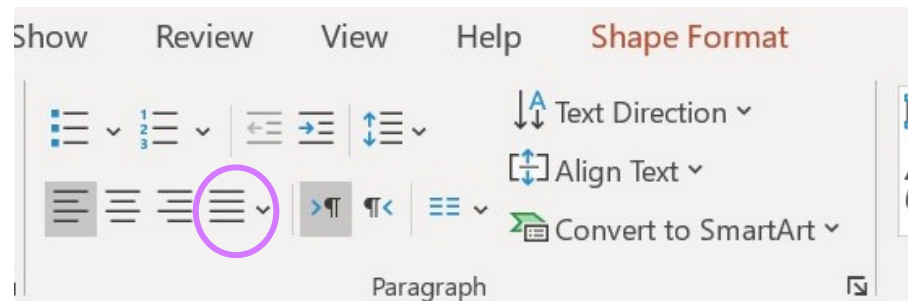 Show Review View Help Shape Format
Text Direction
Align Text
Convert to SmartArt
Paragraph